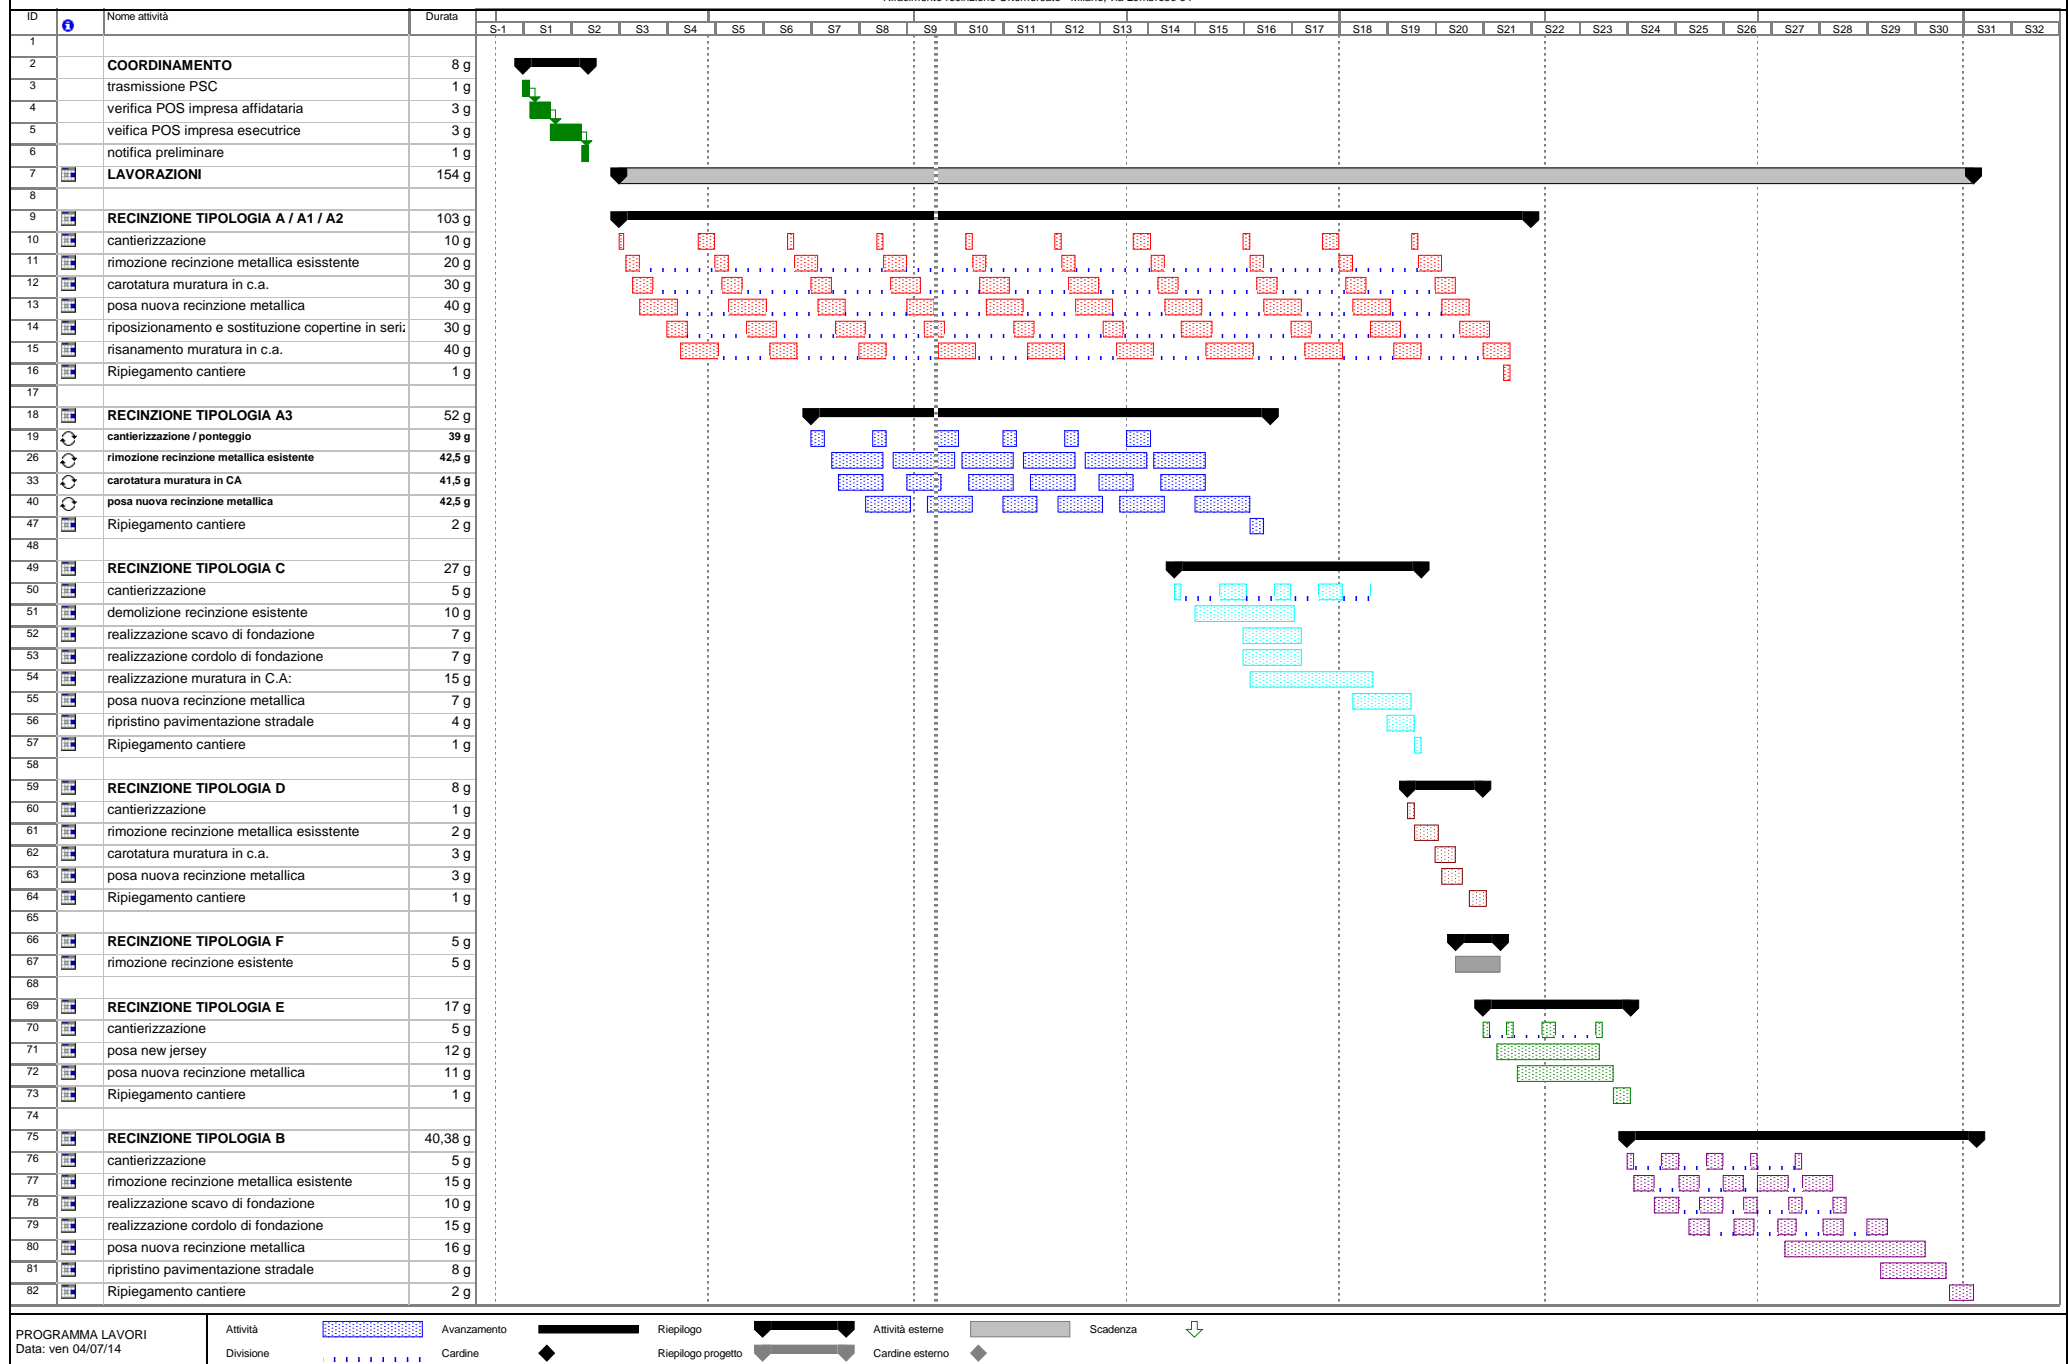 ID Nome attività Durata
S-1 S1 S2 S3 S4 S5 S6 S7 S8 S9 S10 S11 S12 S13 S14 S15 S16 S17 S18 S19 S20 S21 S22 S23 S24 S25 S26 S27 S28 S29 S30 S31 S32
1
2 COORDINAMENTO 8 g
3 trasmissione PSC 1 g
4 verifica POS impresa affidataria 3 g
5 veifica POS impresa esecutrice 3 g
6 notifica preliminare 1 g
7 LAVORAZIONI 154 g
8
9 RECINZIONE TIPOLOGIA A / A1 / A2 103 g
10 cantierizzazione 10 g
11 rimozione recinzione metallica esisstente 20 g
12 carotatura muratura in c.a. 30 g
13 posa nuova recinzione metallica 40 g
14 riposizionamento e sostituzione copertine in seriz 30 g
15 risanamento muratura in c.a. 40 g
16 Ripiegamento cantiere 1 g
17
18 RECINZIONE TIPOLOGIA A3 52 g
19 cantierizzazione / ponteggio 39 g
26 rimozione recinzione metallica esistente 42,5 g
33 carotatura muratura in CA 41,5 g
40 posa nuova recinzione metallica 42,5 g
47 Ripiegamento cantiere 2 g
48
49 RECINZIONE TIPOLOGIA C 27 g
50 cantierizzazione 5 g
51 demolizione recinzione esistente 10 g
52 realizzazione scavo di fondazione 7 g
53 realizzazione cordolo di fondazione 7 g
54 realizzazione muratura in C.A: 15 g
55 posa nuova recinzione metallica 7 g
56 ripristino pavimentazione stradale 4 g
57 Ripiegamento cantiere 1 g
58
59 RECINZIONE TIPOLOGIA D 8 g
60 cantierizzazione 1 g
61 rimozione recinzione metallica esisstente 2 g
62 carotatura muratura in c.a. 3 g
63 posa nuova recinzione metallica 3 g
64 Ripiegamento cantiere 1 g
65
66 RECINZIONE TIPOLOGIA F 5 g
67 rimozione recinzione esistente 5 g
68
69 RECINZIONE TIPOLOGIA E 17 g
70 cantierizzazione 5 g
71 posa new jersey 12 g
72 posa nuova recinzione metallica 11 g
73 Ripiegamento cantiere 1 g
74
75 RECINZIONE TIPOLOGIA B 40,38 g
76 cantierizzazione 5 g
77 rimozione recinzione metallica esistente 15 g
78 realizzazione scavo di fondazione 10 g
79 realizzazione cordolo di fondazione 15 g
80 posa nuova recinzione metallica 16 g
81 ripristino pavimentazione stradale 8 g
82 Ripiegamento cantiere 2 g
PROGRAMMA LAVORI
Data: ven 04/07/14
Attività Avanzamento Riepilogo Attività esterne Scadenza
Divisione Cardine Riepilogo progetto Cardine esterno